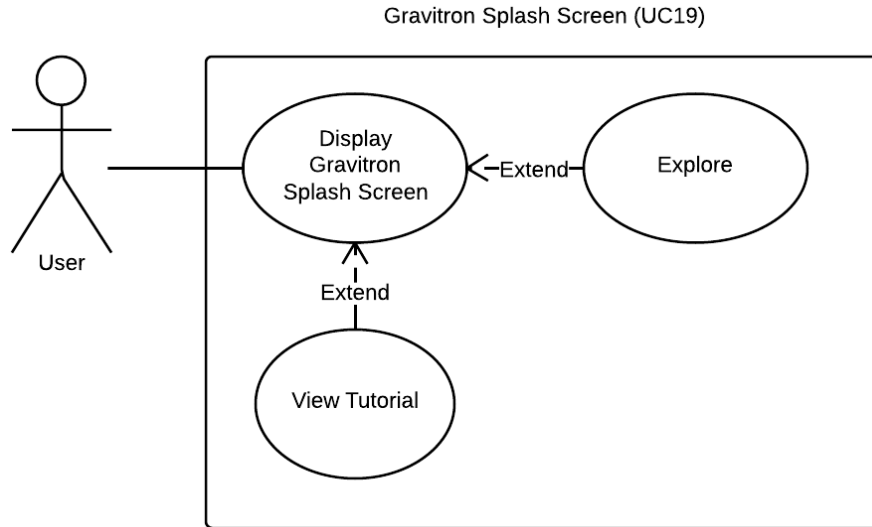 Gravitron Splash Screen (UC19)
Display
Gravitron
Splash Screen
Extend
Explore
User
Extend
View Tutorial